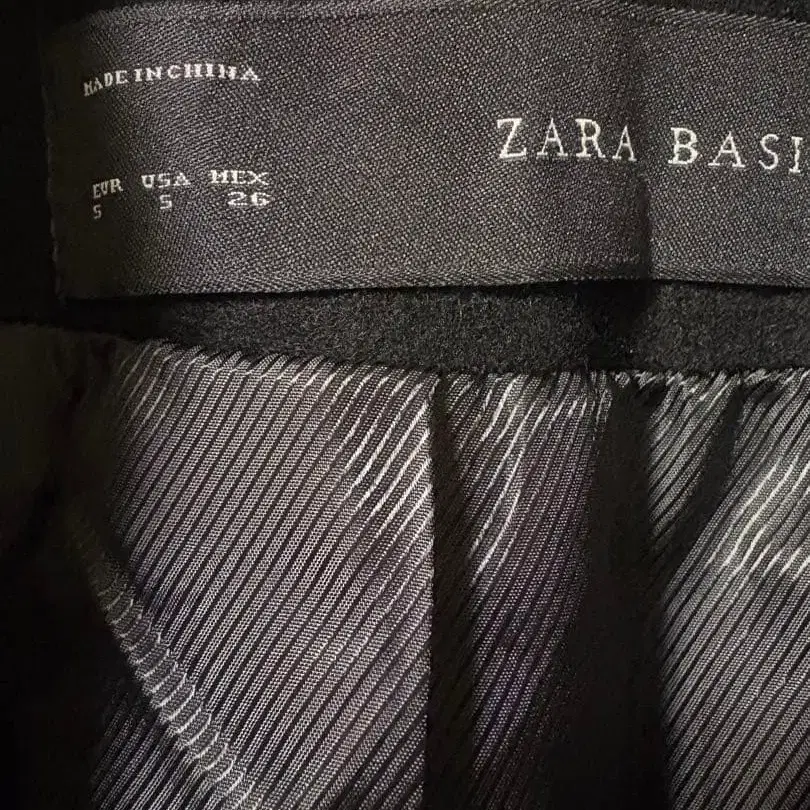 MADE IN CHINA
ZARA BASI
EUR USA MEX
S S 26